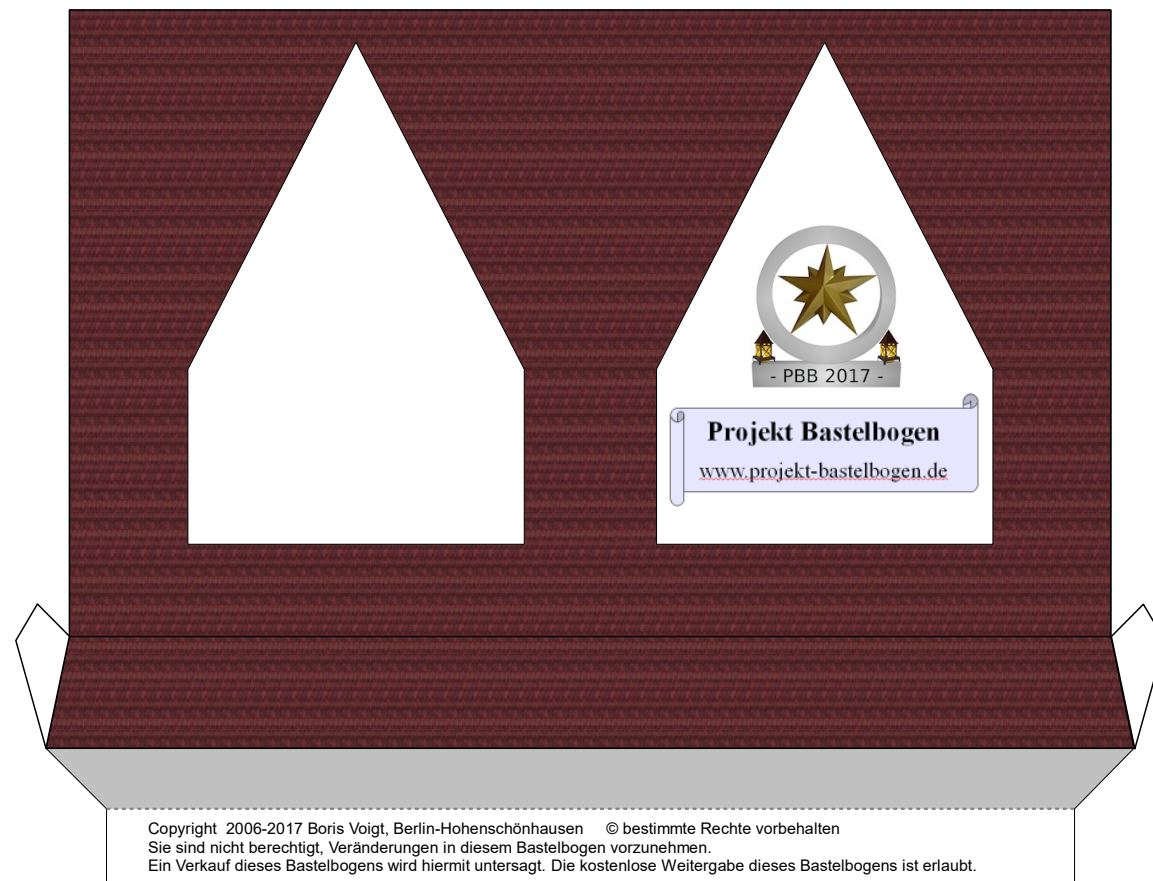 - PBB 2017 -
Projekt Bastelbogen
www.projekt-bastelbogen.de
Copyright  2006-2017 Boris Voigt, Berlin-Hohenschönhausen     © bestimmte Rechte vorbehalten
Sie sind nicht berechtigt, Veränderungen in diesem Bastelbogen vorzunehmen.
Ein Verkauf dieses Bastelbogens wird hiermit untersagt. Die kostenlose Weitergabe dieses Bastelbogens ist erlaubt.